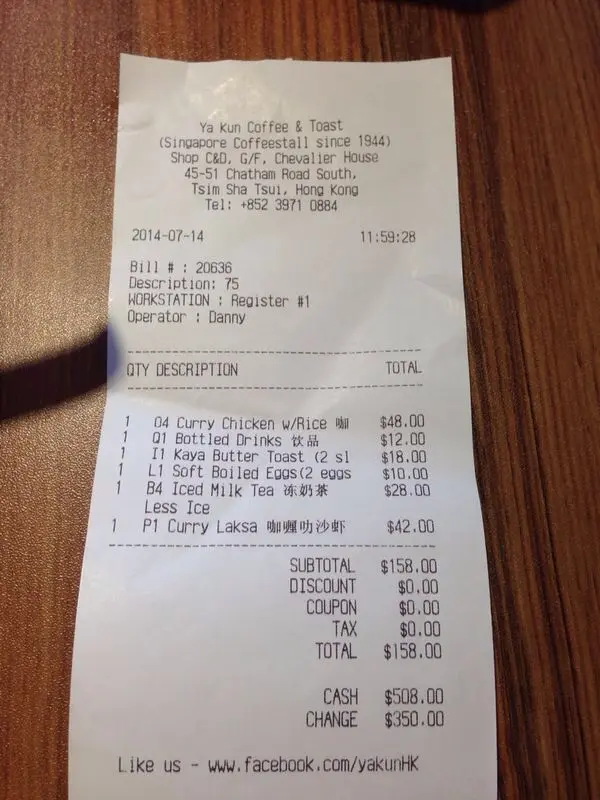 Ya Kun Coffee & Toast
(Singapore Coffeestall since 1944)
Shop C&D, G/F, Chevalier House
45-51 Chatham Road South,
Tsim Sha Tsui, Hong Kong
Tel: +852 3971 0884
2014-07-14 11:59:28
Bill # : 20636
Description: 75
WORKSTATION : Register #1
Operator : Danny
QTY DESCRIPTION TOTAL
1 O4 Curry Chicken w/Rice 咖 $48.00
1 Q1 Bottled Drinks 饮品 $12.00
1 I1 Kaya Butter Toast (2 sl $18.00
1 L1 Soft Boiled Eggs(2 eggs $10.00
1 B4 Iced Milk Tea 冻奶茶 $28.00
Less Ice
1 P1 Curry Laksa 咖喱叻沙虾 $42.00
SUBTOTAL $158.00
DISCOUNT $0.00
COUPON $0.00
TAX $0.00
TOTAL $158.00
CASH $508.00
CHANGE $350.00
Like us - www.facebook.com/yakunHK